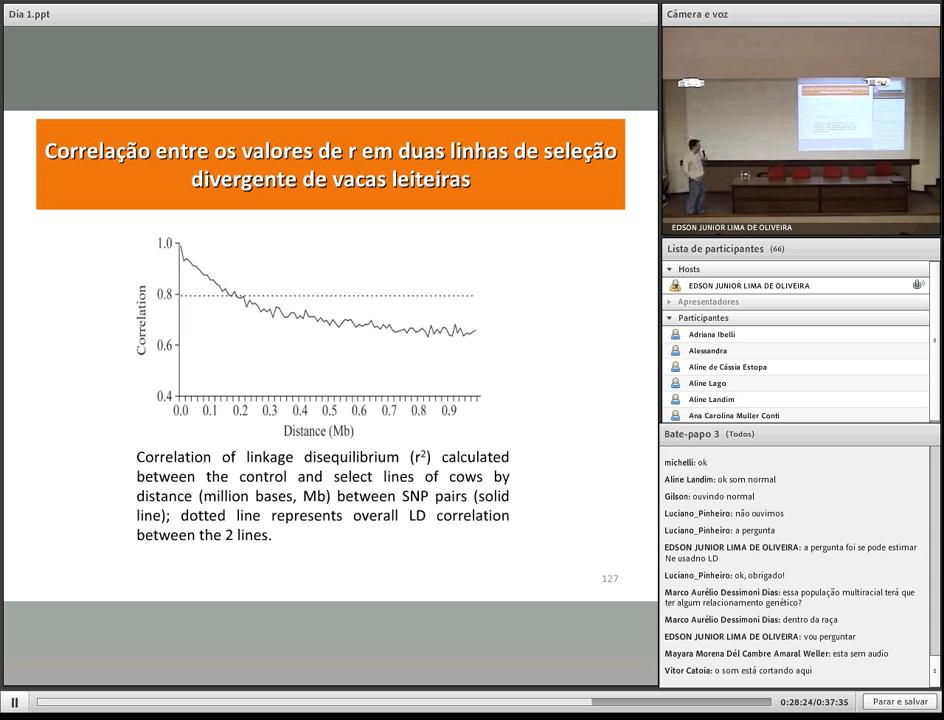 Dia 1.ppt
Correlação entre os valores de r em duas linhas de seleção
divergente de vacas leiteiras
1.0
0.8
0.6
0.4
Correlation
0.0 0.1 0.2 0.3 0.4 0.5 0.6 0.7 0.8 0.9
Distance (Mb)
Correlation of linkage disequilibrium (r²) calculated
between the control and select lines of cows by
distance (million bases, Mb) between SNP pairs (solid
line); dotted line represents overall LD correlation
between the 2 lines.
127
Câmera e voz
EDSON JUNIOR LIMA DE OLIVEIRA
Lista de participantes (66)
Hosts
EDSON JUNIOR LIMA DE OLIVEIRA
Apresentadores
Participantes
Adriana Ibelli
Alessandra
Aline de Cássia Estopa
Aline Lago
Aline Landim
Ana Carolina Muller Conti
Bate-papo 3 (Todos)
michelli: ok
Aline Landim: ok som normal
Gilson: ouvindo normal
Luciano_Pinheiro: não ouvimos
Luciano_Pinheiro: a pergunta
EDSON JUNIOR LIMA DE OLIVEIRA: a pergunta foi se pode estimar
Ne usadno LD
Luciano_Pinheiro: ok, obrigado!
Marco Aurélio Dessimoni Dias: essa população multiracial terá que
ter algum relacionamento genético?
Marco Aurélio Dessimoni Dias: dentro da raça
EDSON JUNIOR LIMA DE OLIVEIRA: vou perguntar
Mayara Morena Dél Cambre Amaral Weller: esta sem audio
Vitor Catoia: o som está cortando aqui
0:28:24/0:37:35
Parar e salvar